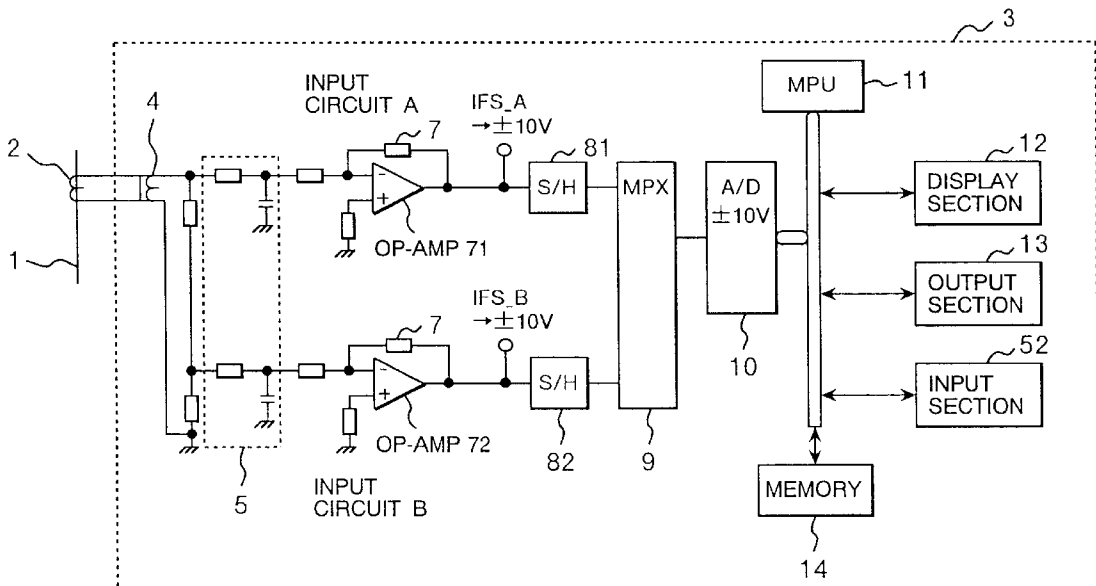 3
MPU
11
INPUT
CIRCUIT A
IFS_A
→±10V
4
2
7
81
12
S/H
MPX
A/D
±10V
DISPLAY
SECTION
-
+
OP-AMP 71
1
13
IFS_B
→±10V
OUTPUT
SECTION
7
10
52
-
+
S/H
INPUT
SECTION
OP-AMP 72
82
9
5
INPUT
CIRCUIT B
MEMORY
14